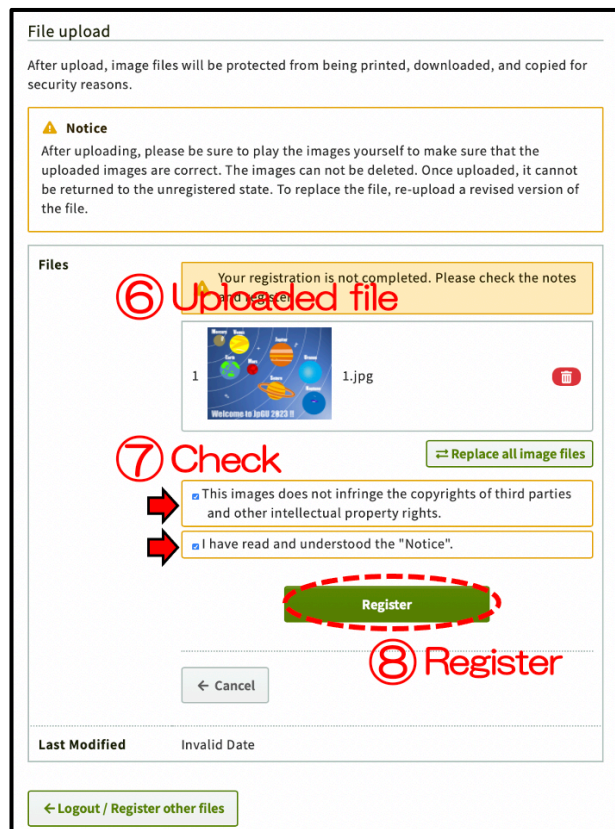 File upload
After upload, image files will be protected from being printed, downloaded, and copied for
security reasons.
Notice
After uploading, please be sure to play the images yourself to make sure that the
uploaded images are correct. The images can not be deleted. Once uploaded, it cannot
be returned to the unregistered state. To replace the file, re-upload a revised version of
the file.
Files
Your registration is not completed. Please check the notes
and register.
⑥ Uploaded file
1
Mercury
Venus
Earth
Mars
Jupiter
Saturn
Uranus
Neptune
Welcome to JpGU 2023 !!
1.jpg
⑦ Check
⇄ Replace all image files
This images does not infringe the copyrights of third parties
and other intellectual property rights.
I have read and understood the "Notice".
Register
⑧ Register
← Cancel
Last Modified
Invalid Date
← Logout / Register other files